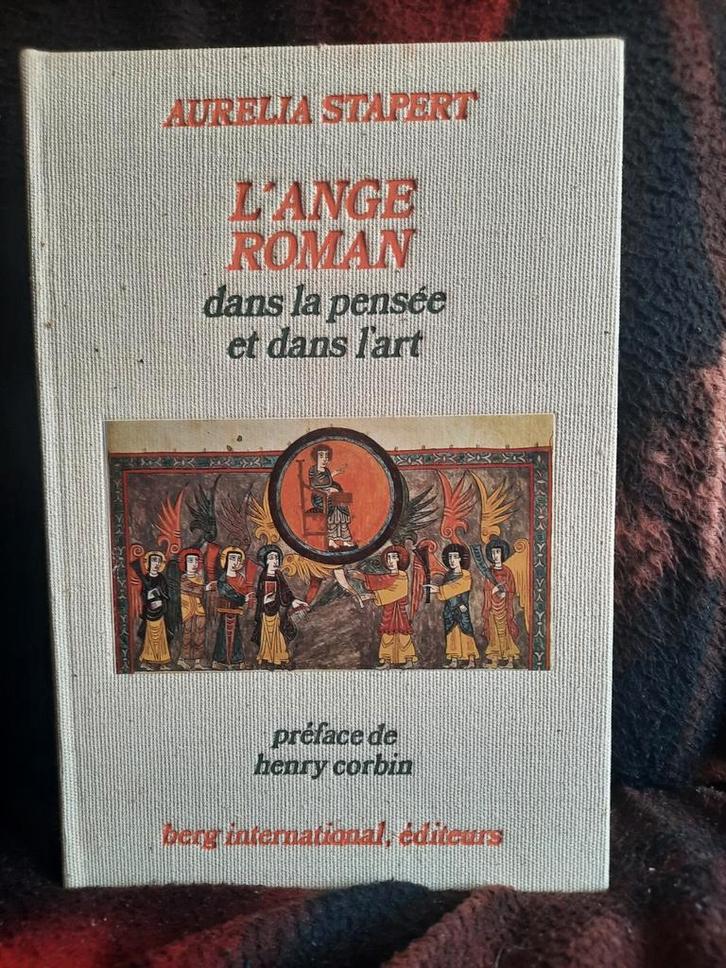 AURELIA STAPERT
L'ANGE
ROMAN
dans la pensée
et dans l'art
préface de
henry corbin
berg international, éditeurs